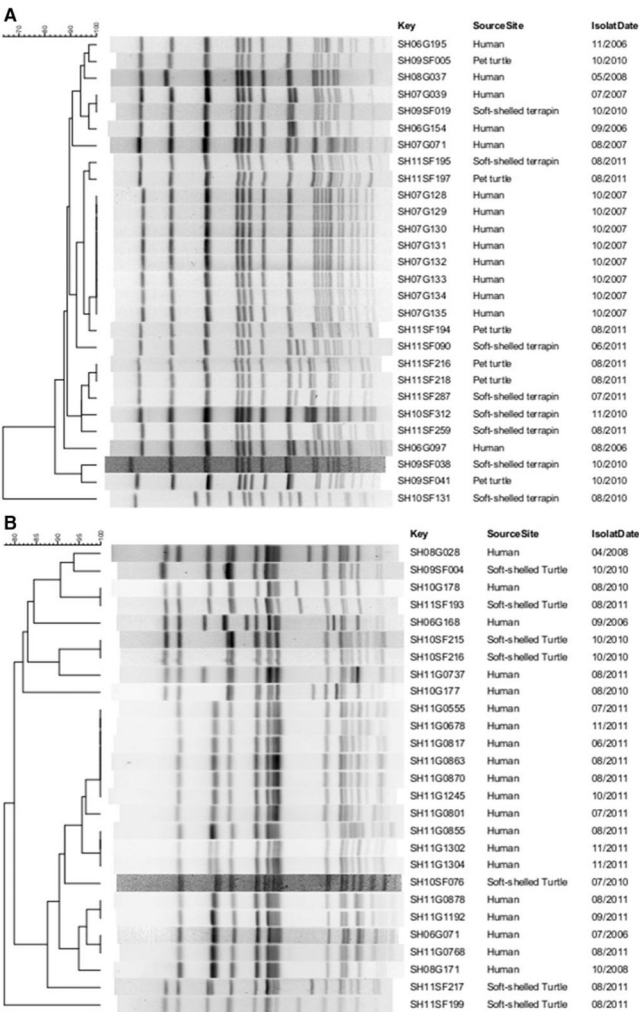 A
-70 -80 -90 -100
Key SourceSite IsolatDate
SH06G195 Human 11/2006
SH09SF005 Pet turtle 10/2010
SH08G037 Human 05/2008
SH07G039 Human 07/2007
SH09SF019 Soft-shelled terrapin 10/2010
SH06G154 Human 09/2006
SH07G071 Human 08/2007
SH11SF195 Soft-shelled terrapin 08/2011
SH11SF197 Pet turtle 08/2011
SH07G128 Human 10/2007
SH07G129 Human 10/2007
SH07G130 Human 10/2007
SH07G131 Human 10/2007
SH07G132 Human 10/2007
SH07G133 Human 10/2007
SH07G134 Human 10/2007
SH07G135 Human 10/2007
SH11SF194 Pet turtle 08/2011
SH11SF090 Soft-shelled terrapin 06/2011
SH11SF216 Pet turtle 08/2011
SH11SF218 Pet turtle 08/2011
SH11SF287 Soft-shelled terrapin 07/2011
SH10SF312 Soft-shelled terrapin 11/2010
SH11SF259 Soft-shelled terrapin 08/2011
SH06G097 Human 08/2006
SH09SF038 Soft-shelled terrapin 10/2010
SH09SF041 Pet turtle 10/2010
SH10SF131 Soft-shelled terrapin 08/2010
B
-80 -85 -90 -95 -100
Key SourceSite IsolatDate
SH08G028 Human 04/2008
SH09SF004 Soft-shelled Turtle 10/2010
SH10G178 Human 08/2010
SH11SF193 Soft-shelled Turtle 08/2011
SH06G168 Human 09/2006
SH10SF215 Soft-shelled Turtle 10/2010
SH10SF216 Soft-shelled Turtle 10/2010
SH11G0737 Human 08/2011
SH10G177 Human 08/2010
SH11G0555 Human 07/2011
SH11G0678 Human 11/2011
SH11G0817 Human 06/2011
SH11G0863 Human 08/2011
SH11G0870 Human 08/2011
SH11G1245 Human 10/2011
SH11G0801 Human 07/2011
SH11G0855 Human 08/2011
SH11G1302 Human 11/2011
SH11G1304 Human 11/2011
SH10SF076 Soft-shelled Turtle 07/2010
SH11G0878 Human 08/2011
SH11G1192 Human 09/2011
SH06G071 Human 07/2006
SH11G0768 Human 08/2011
SH08G171 Human 10/2008
SH11SF217 Soft-shelled Turtle 08/2011
SH11SF199 Soft-shelled Turtle 08/2011